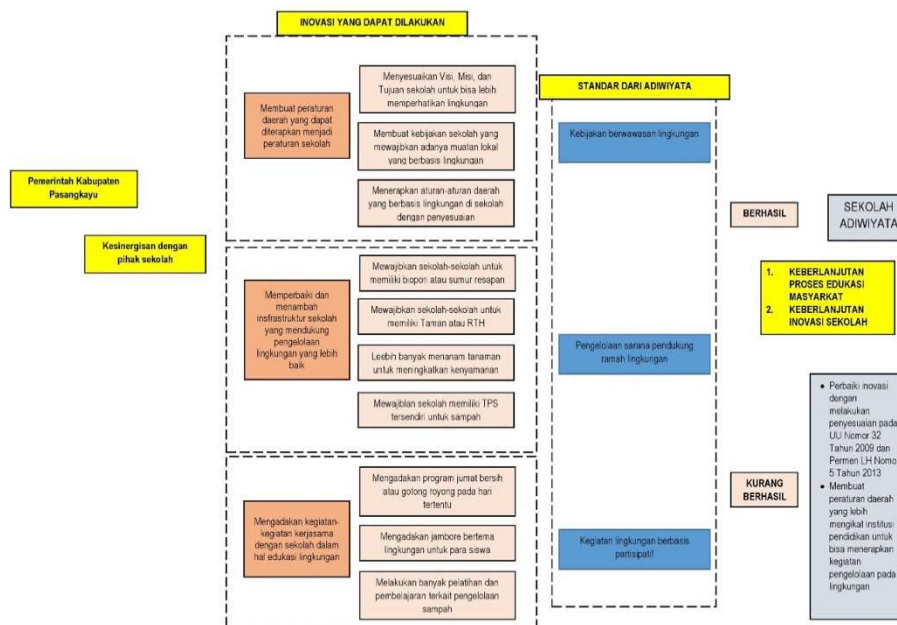 INOVASI YANG DAPAT DILAKUKAN
Membuat peraturan
daerah yang dapat
diterapkan menjadi
peraturan sekolah
Menyesuaikan Visi, Misi, dan
Tujuan sekolah untuk bisa lebih
memperhatikan lingkungan
Membuat kebijakan sekolah yang
mewajibkan adanya muatan lokal
yang berbasis lingkungan
Menerapkan aturan-aturan daerah
yang berbasis lingkungan di sekolah
dengan penyesuaian
Pemerintah Kabupaten
Pasangkayu
Kesinergisan dengan
pihak sekolah
Memperbaiki dan
menambah
insfrastruktur sekolah
yang mendukung
pengelolaan
lingkungan yang lebih
baik
Mewajibkan sekolah-sekolah untuk
memiliki biopori atau sumur resapan
Mewajibkan sekolah-sekolah untuk
memiliki Taman atau RTH
Leebin banyak menanam tanaman
untuk meningkatkan kenyamanan
Mewajiblan sekolah memiliki TPS
tersendiri untuk sampah
Mengadakan kegiatan-
kegiatan kerjasama
dengan sekolah dalam
hal edukasi lingkungan
Mengadakan program jumat bersih
atau gotong royong pada hari
tertentu
Mengadakan jambore bertema
lingkungan untuk para siswa
Melakukan banyak pelatihan dan
pembelajaran terkait pengelolaan
sampah
STANDAR DARI ADIWYATA
Kebijakan berwawasan lingkungan
Pengelolaan sarana pendukung
ramah lingkungan
Kegiatan lingkungan berbasis
partisipatif
BERHASIL
SEKOLAH
ADIWIYATA
1. KEBERLANJUTAN
PROSES EDUKASI
MASYARKAT
2. KEBERLANJUTAN
INOVASI SEKOLAH
KURANG
BERHASIL
• Perbaiki inovasi
dengan
melakukan
penyesuaian pada
UU Nomor 32
Tahun 2009 dan
Permen LH Nomo
5 Tahun 2013
• Membuat
peraturan daerah
yang lebih
mengikat institusi
pendidikan untuk
bisa menerapkan
kegiatan
pengelolaan pada
lingkungan